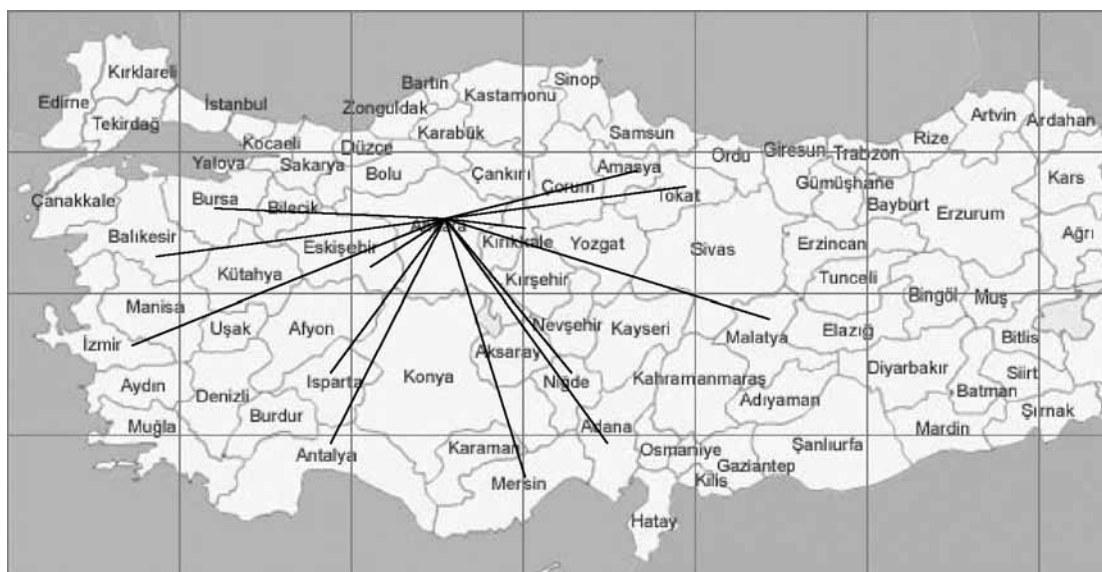 Kırklareli
Edirne
Tekirdağ
İstanbul
Kocaeli
Yalova
Sakarya
Düzce
Zonguldak
Bartın
Karabük
Kastamonu
Sinop
Samsun
Ordu
Giresun
Trabzon
Rize
Artvin
Ardahan
Çanakkale
Bursa
Bilecik
Bolu
Çankırı
Çorum
Amasya
Tokat
Gümüşhane
Bayburt
Erzurum
Kars
Ağrı
Balıkesir
Kütahya
Eskişehir
Ankara
Kırıkkale
Yozgat
Sivas
Erzincan
Tunceli
Bingöl
Muş
Manisa
Uşak
Afyon
Kırşehir
Nevşehir
Kayseri
Malatya
Elazığ
Bitlis
İzmir
Aydın
Denizli
Isparta
Konya
Aksaray
Niğde
Kahramanmaraş
Adıyaman
Diyarbakır
Batman
Siirt
Şırnak
Muğla
Burdur
Antalya
Karaman
Mersin
Adana
Osmaniye
Gaziantep
Kilis
Şanlıurfa
Mardin
Hatay